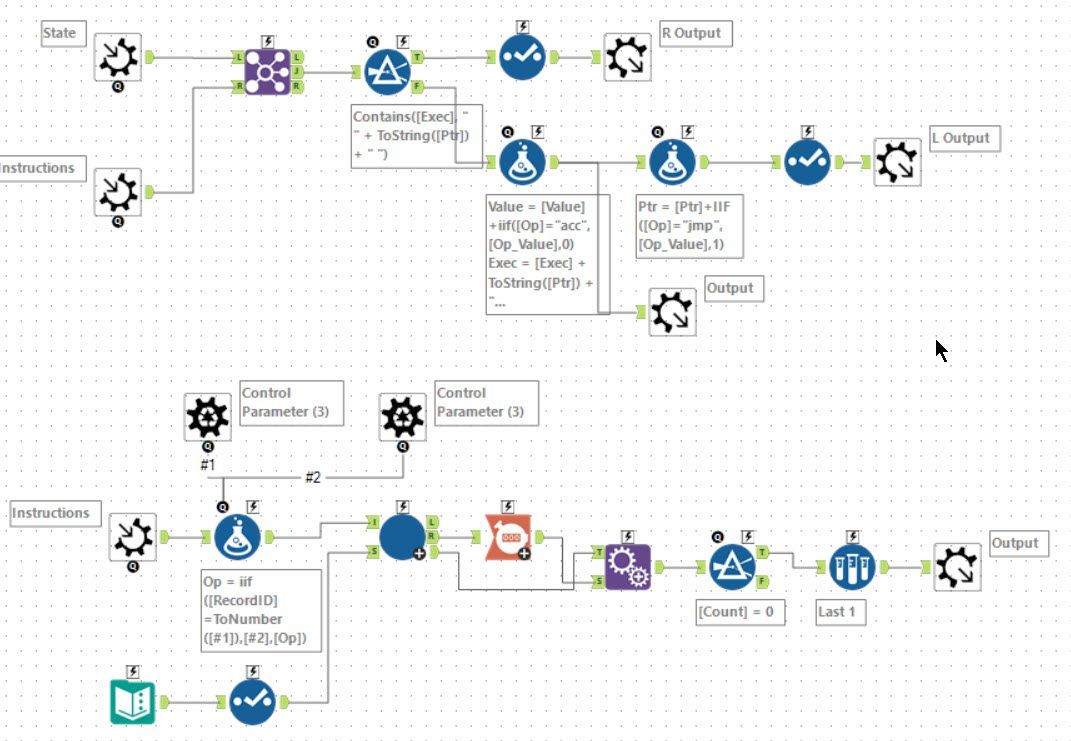 State
R Output
L
L
J
R
R
T
F
Contains([Exec], "
" + ToString([Ptr])
+ " ")
Instructions
L Output
Value = [Value]
+iif([Op]="acc",
[Op_Value],0)
Exec = [Exec] +
ToString([Ptr]) +
"...
Ptr = [Ptr]+IIF
([Op]="jmp",
[Op_Value],1)
Output
Control
Parameter (3)
Control
Parameter (3)
#1
#2
Instructions
I
S
L
R
T
S
T
F
Output
Op = iif
([RecordID]
=ToNumber
([#1]),[#2],[Op])
[Count] = 0
Last 1